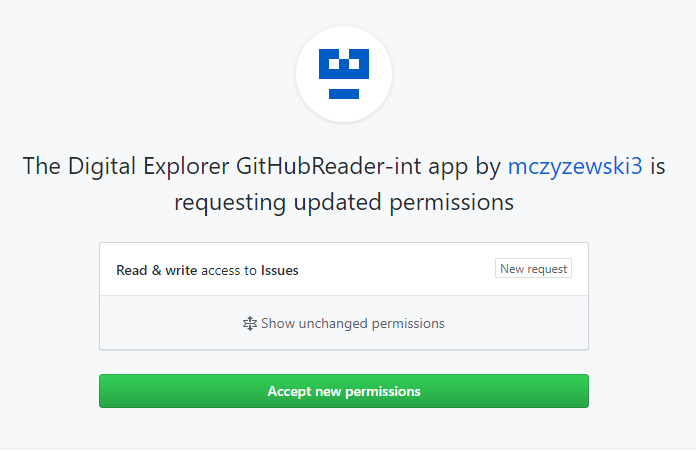 The Digital Explorer GitHubReader-int app by mczyzewski3 is
requesting updated permissions
Read & write access to Issues
New request
Show unchanged permissions
Accept new permissions